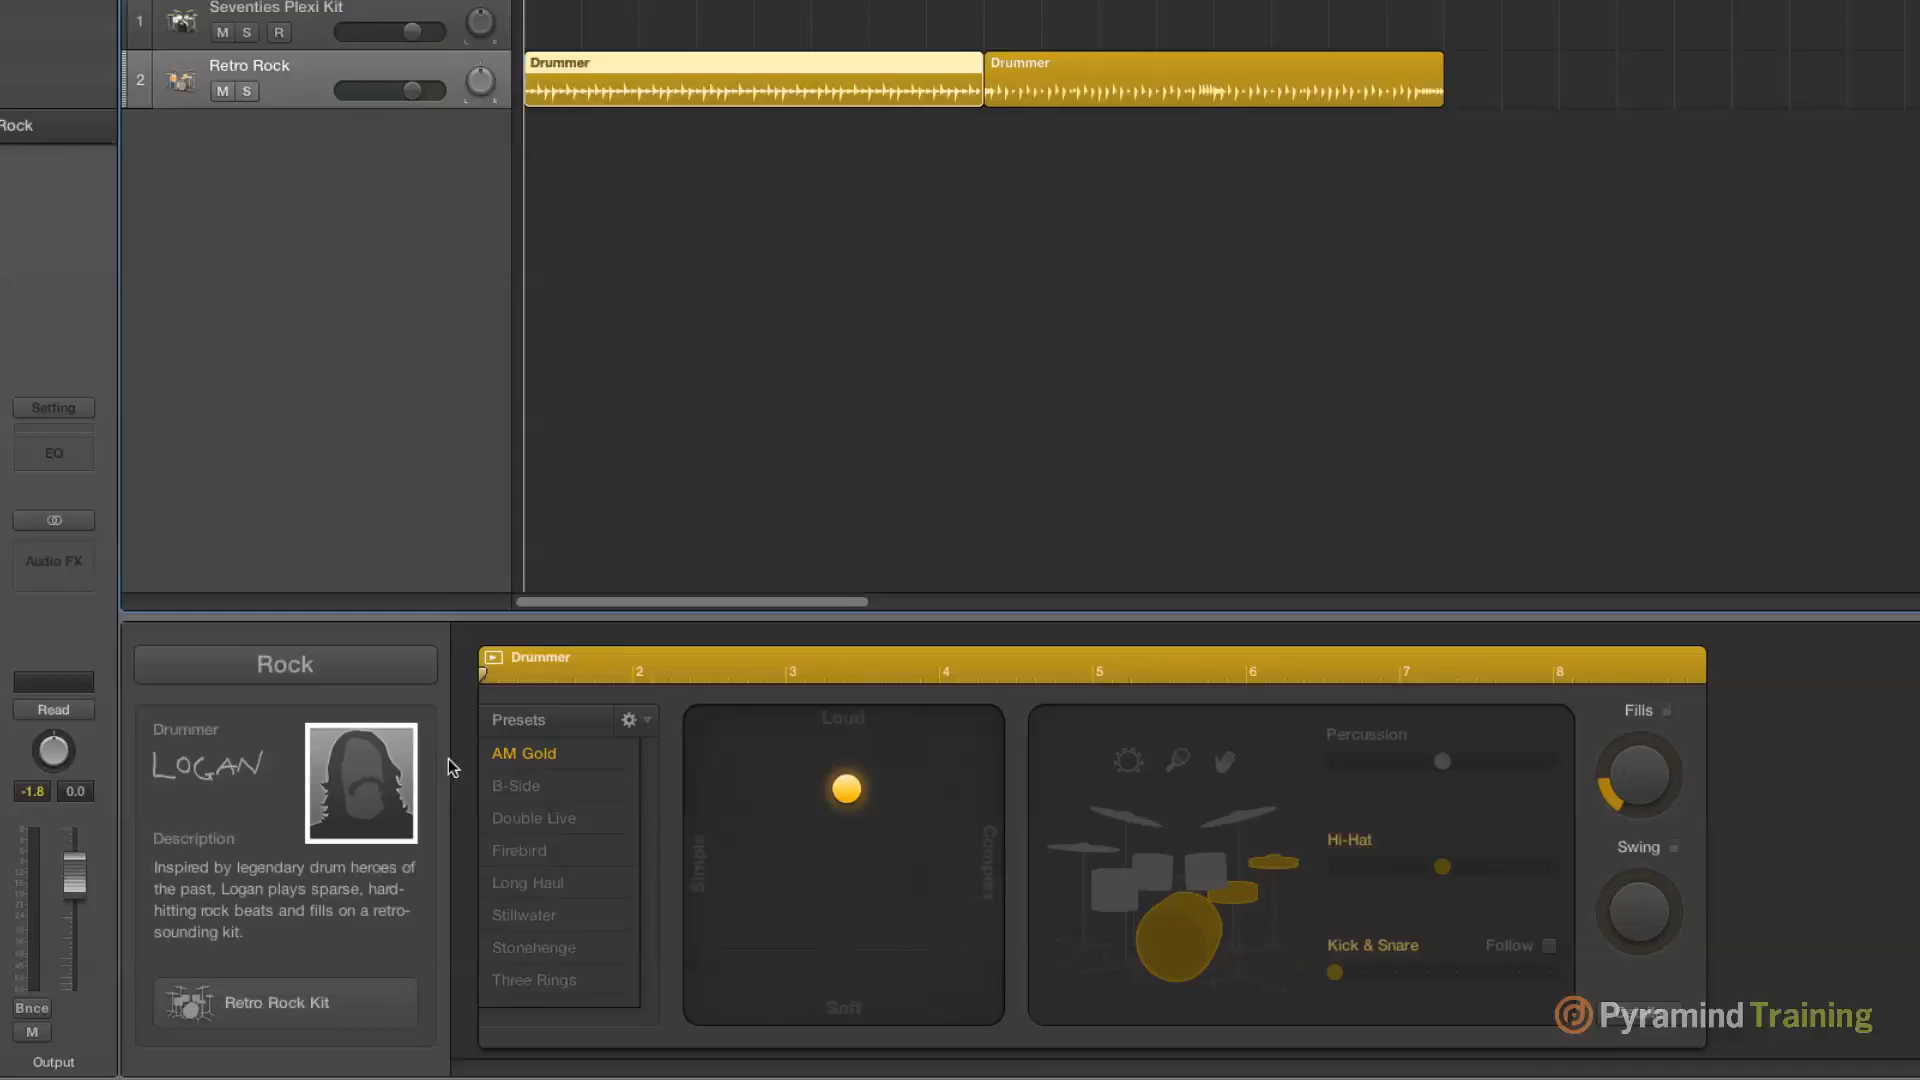 1
Seventies Plexi Kit
M S R
L R
2
Retro Rock
M S
L R
Drummer
Drummer
Rock
Setting
EQ
Audio FX
Read
-1.8 0.0
Bnce
M
Output
Rock
Drummer
LOGAN
Description
Inspired by legendary drum heroes of
the past, Logan plays sparse, hard-
hitting rock beats and fills on a retro-
sounding kit.
Retro Rock Kit
Drummer
2 3 4 5 6 7 8
Presets
AM Gold
B-Side
Double Live
Firebird
Long Haul
Stillwater
Stonehenge
Three Rings
Loud
Simple
Complex
Soft
Percussion
Hi-Hat
Kick & Snare
Follow
Fills
Swing
Pyramind Training